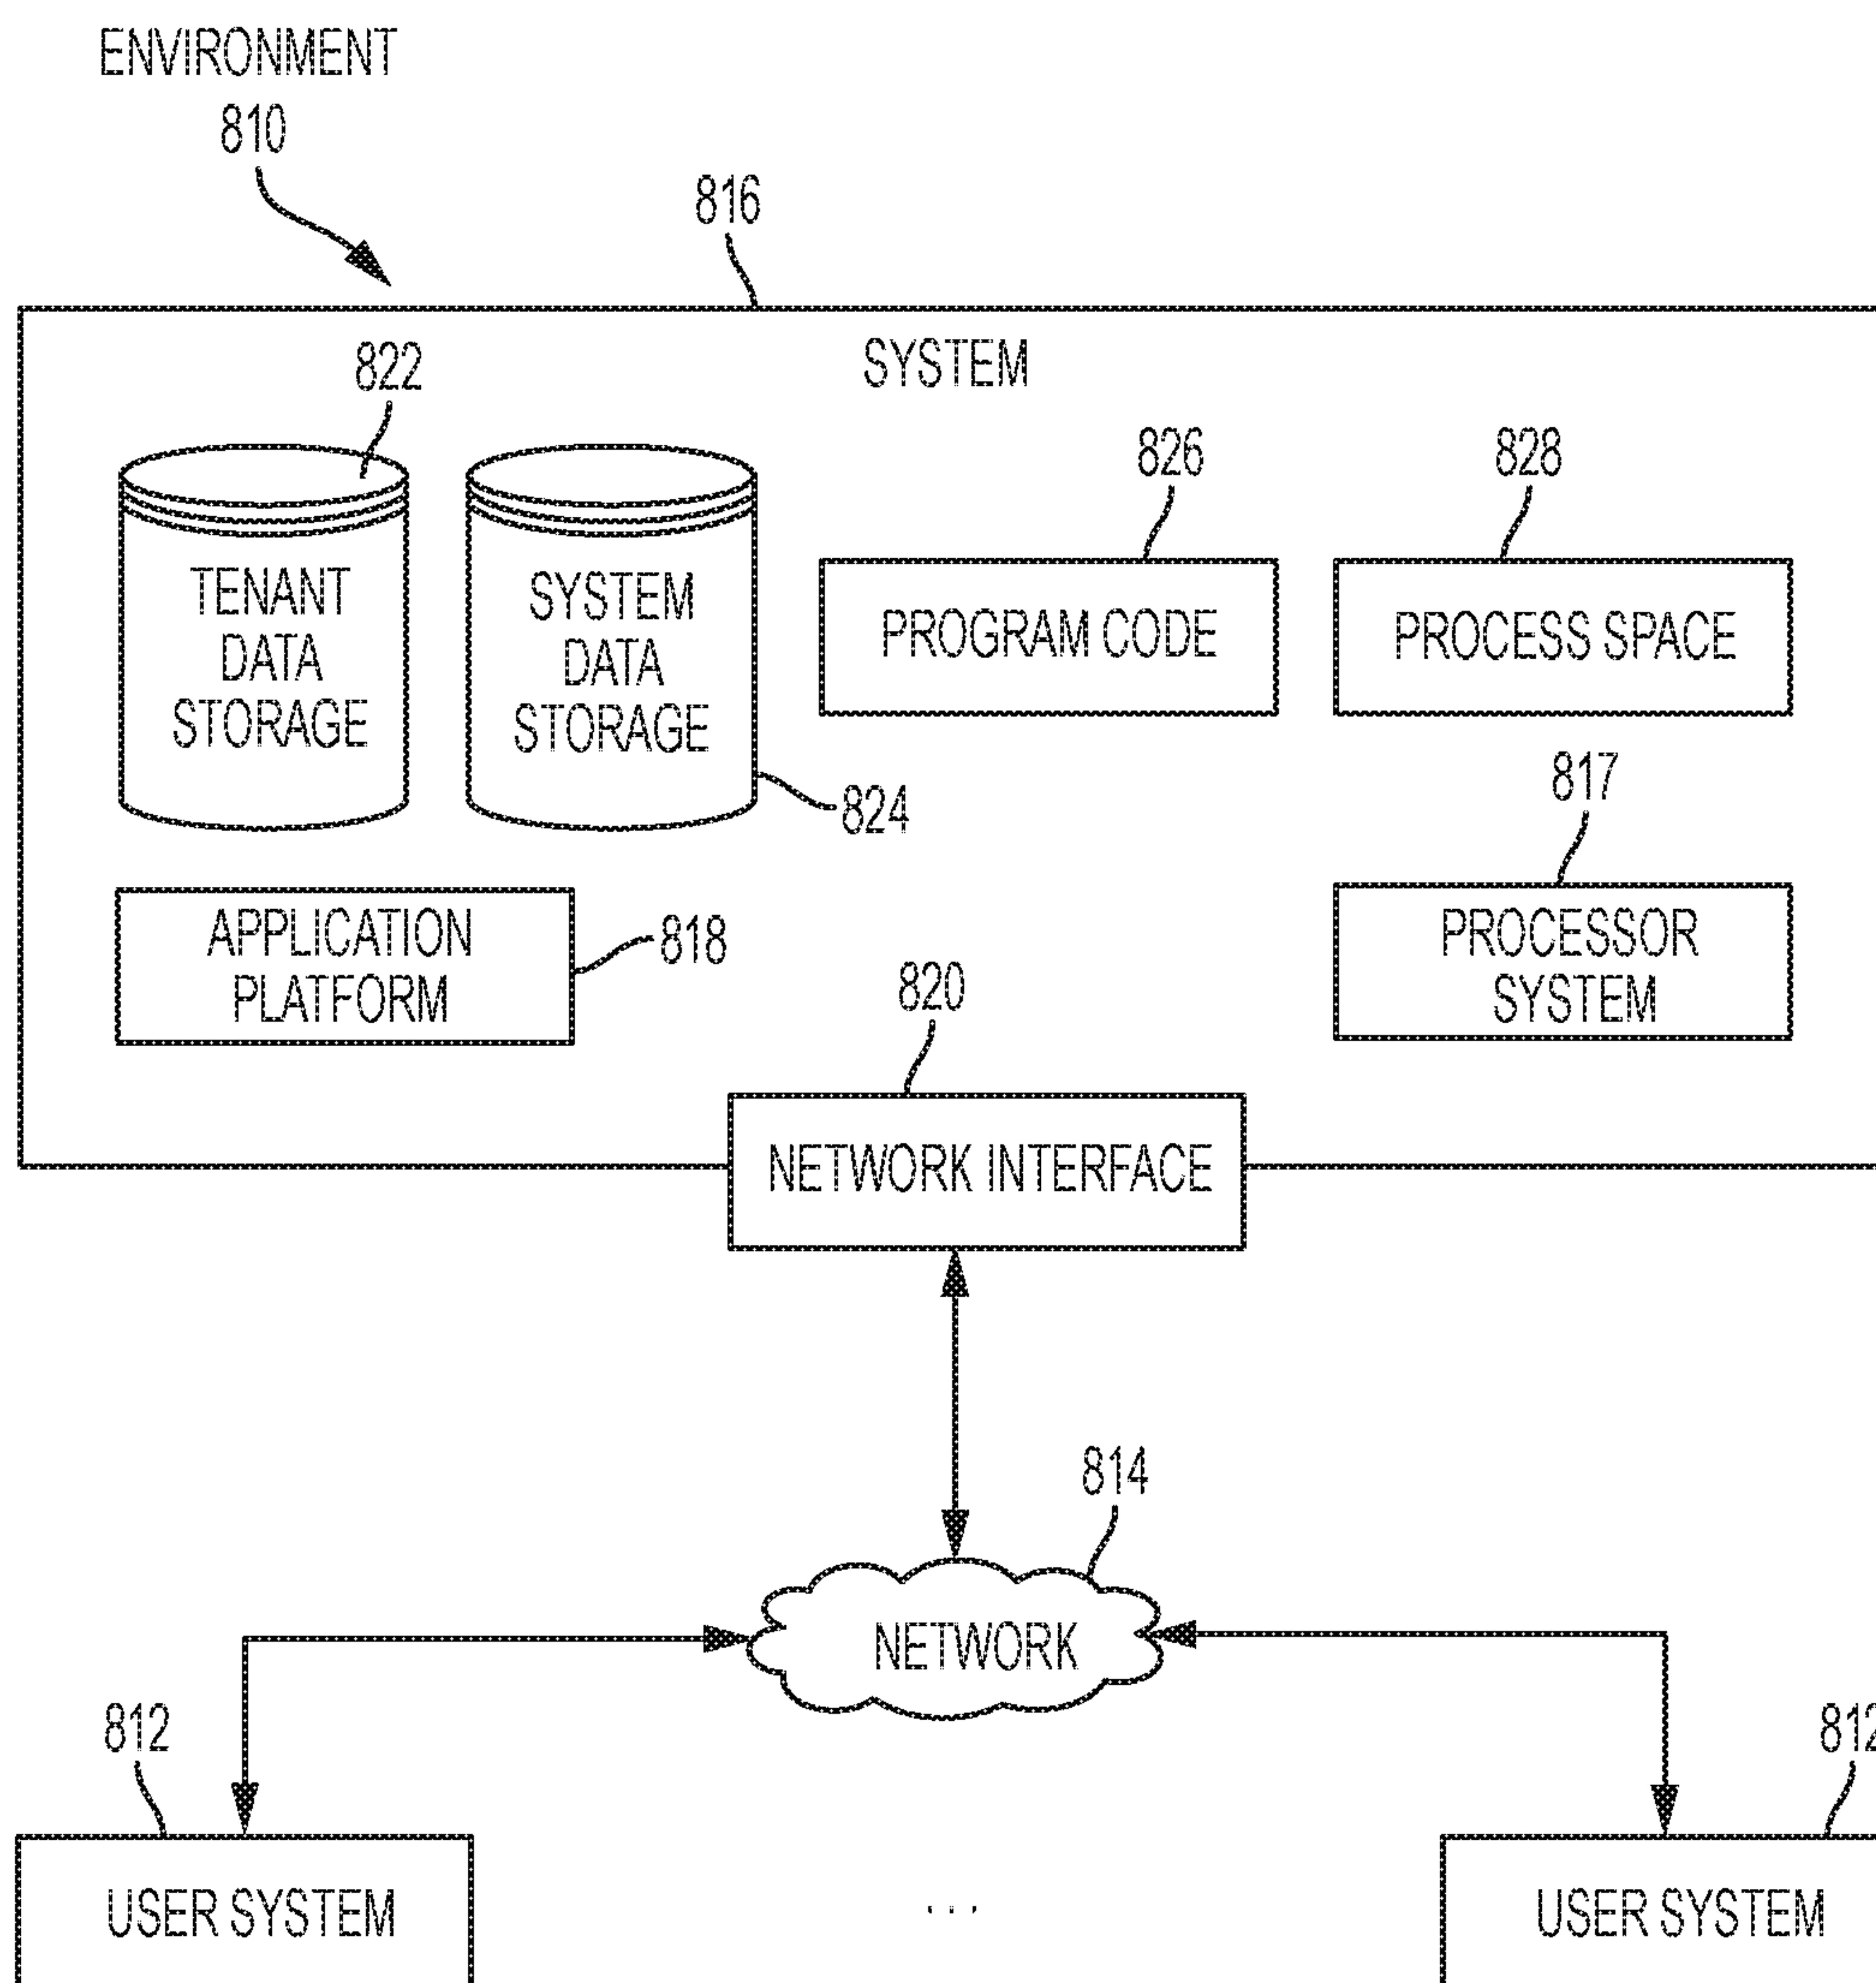 ENVIRONMENT
810
816
SYSTEM
822
826
828
TENANT
DATA
STORAGE
SYSTEM
DATA
STORAGE
PROGRAM CODE
PROCESS SPACE
824
817
APPLICATION
PLATFORM
818
PROCESSOR
SYSTEM
820
NETWORK INTERFACE
814
NETWORK
812
812
USER SYSTEM
. . .
USER SYSTEM